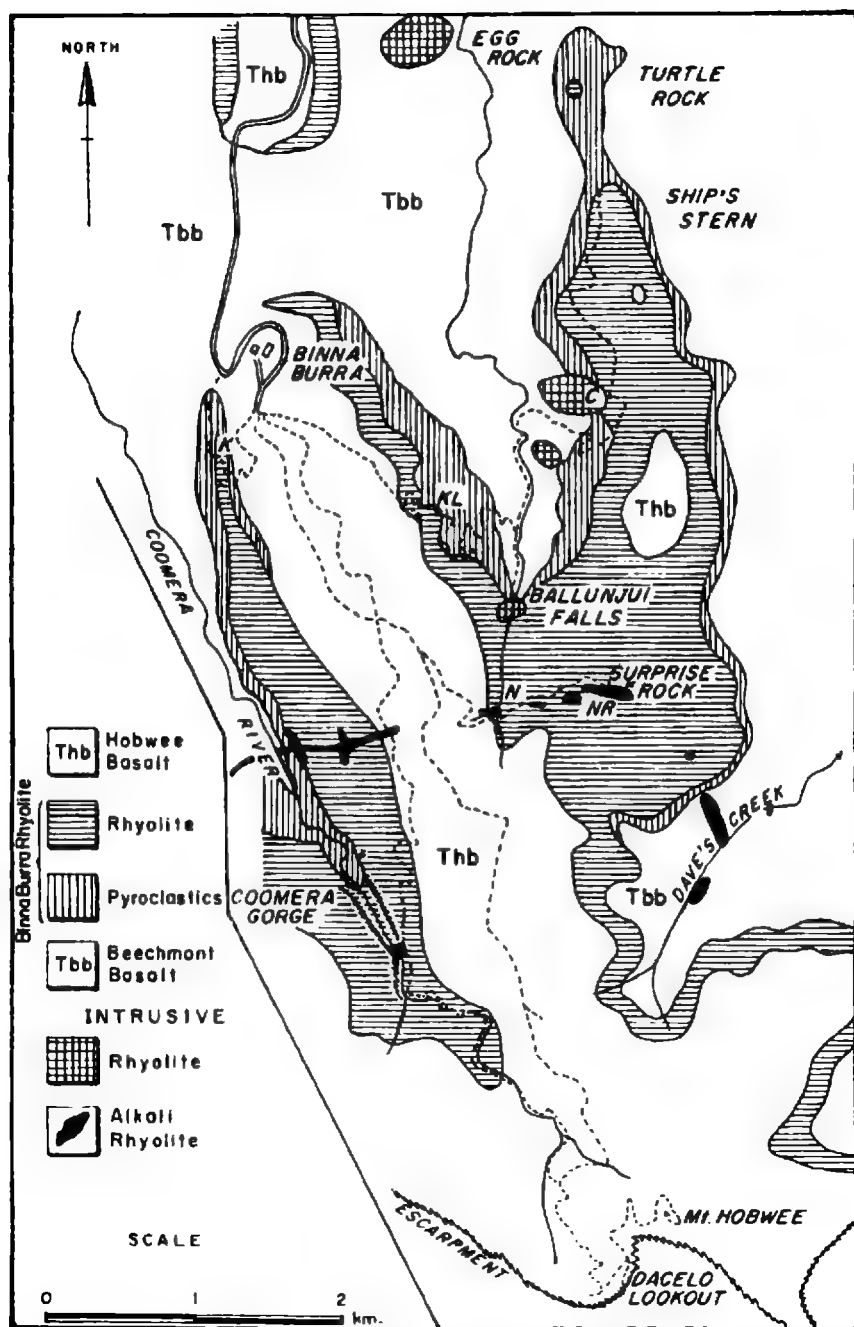 NORTH
Thb
EGG
ROCK
TURTLE
ROCK
Tbb
Tbb
SHIP'S
STERN
BINNA
BURRA
K
C
KL
Thb
COOMERA
RIVER
BALLUNJUI
FALLS
N
SURPRISE
ROCK
NR
Thb
DAVE'S CREEK
Tbb
COOMERA
GORGE
Thb Hobwee
Basalt
Binna Burra Rhyolite
Rhyolite
Pyroclastics
Tbb Beechmont
Basalt
INTRUSIVE
Rhyolite
Alkali
Rhyolite
SCALE
0 1 2
km.
ESCARPMENT
Mt. HOBWEE
DACELO
LOOKOUT